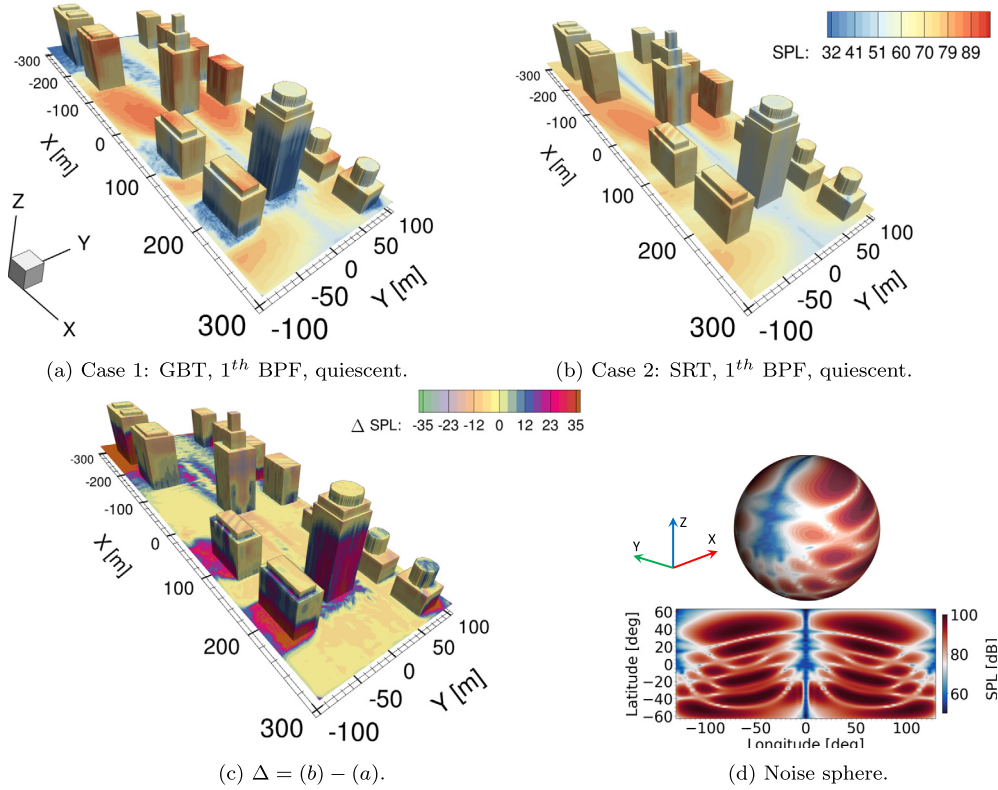 SPL: 32 41 51 60 70 79 89
-300
-200
-100
0
100
200
300
X [m]
-100
-50
0
50
100
Y [m]
Z
Y
X
(a) Case 1: GBT, 1th BPF, quiescent.
-300
-200
-100
0
100
200
300
X [m]
-100
-50
0
50
100
Y [m]
(b) Case 2: SRT, 1th BPF, quiescent.
Δ SPL: -35 -23 -12 0 12 23 35
-300
-200
-100
0
100
200
300
X [m]
-100
-50
0
50
100
Y [m]
(c) Δ = (b) − (a).
Z
Y
X
60
40
20
0
−20
−40
−60
Latitude [deg]
−100 −50 0 50 100
Longitude [deg]
100
80
60
SPL [dB]
(d) Noise sphere.